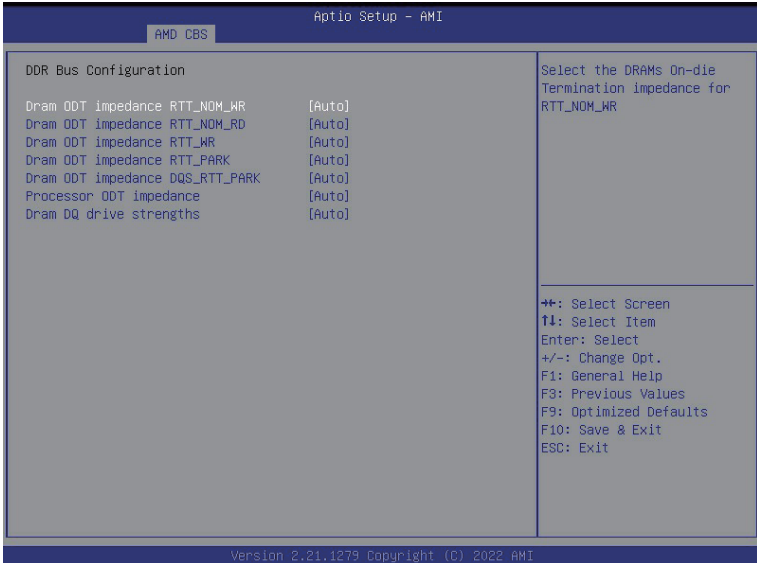 Aptio Setup – AMI
AMD CBS
DDR Bus Configuration
Dram ODT impedance RTT_NOM_WR [Auto]
Dram ODT impedance RTT_NOM_RD [Auto]
Dram ODT impedance RTT_WR [Auto]
Dram ODT impedance RTT_PARK [Auto]
Dram ODT impedance DQS_RTT_PARK [Auto]
Processor ODT impedance [Auto]
Dram DQ drive strengths [Auto]
Select the DRAMs On-die
Termination impedance for
RTT_NOM_WR
→←: Select Screen
↑↓: Select Item
Enter: Select
+/-: Change Opt.
F1: General Help
F3: Previous Values
F9: Optimized Defaults
F10: Save & Exit
ESC: Exit
Version 2.21.1279 Copyright (C) 2022 AMI